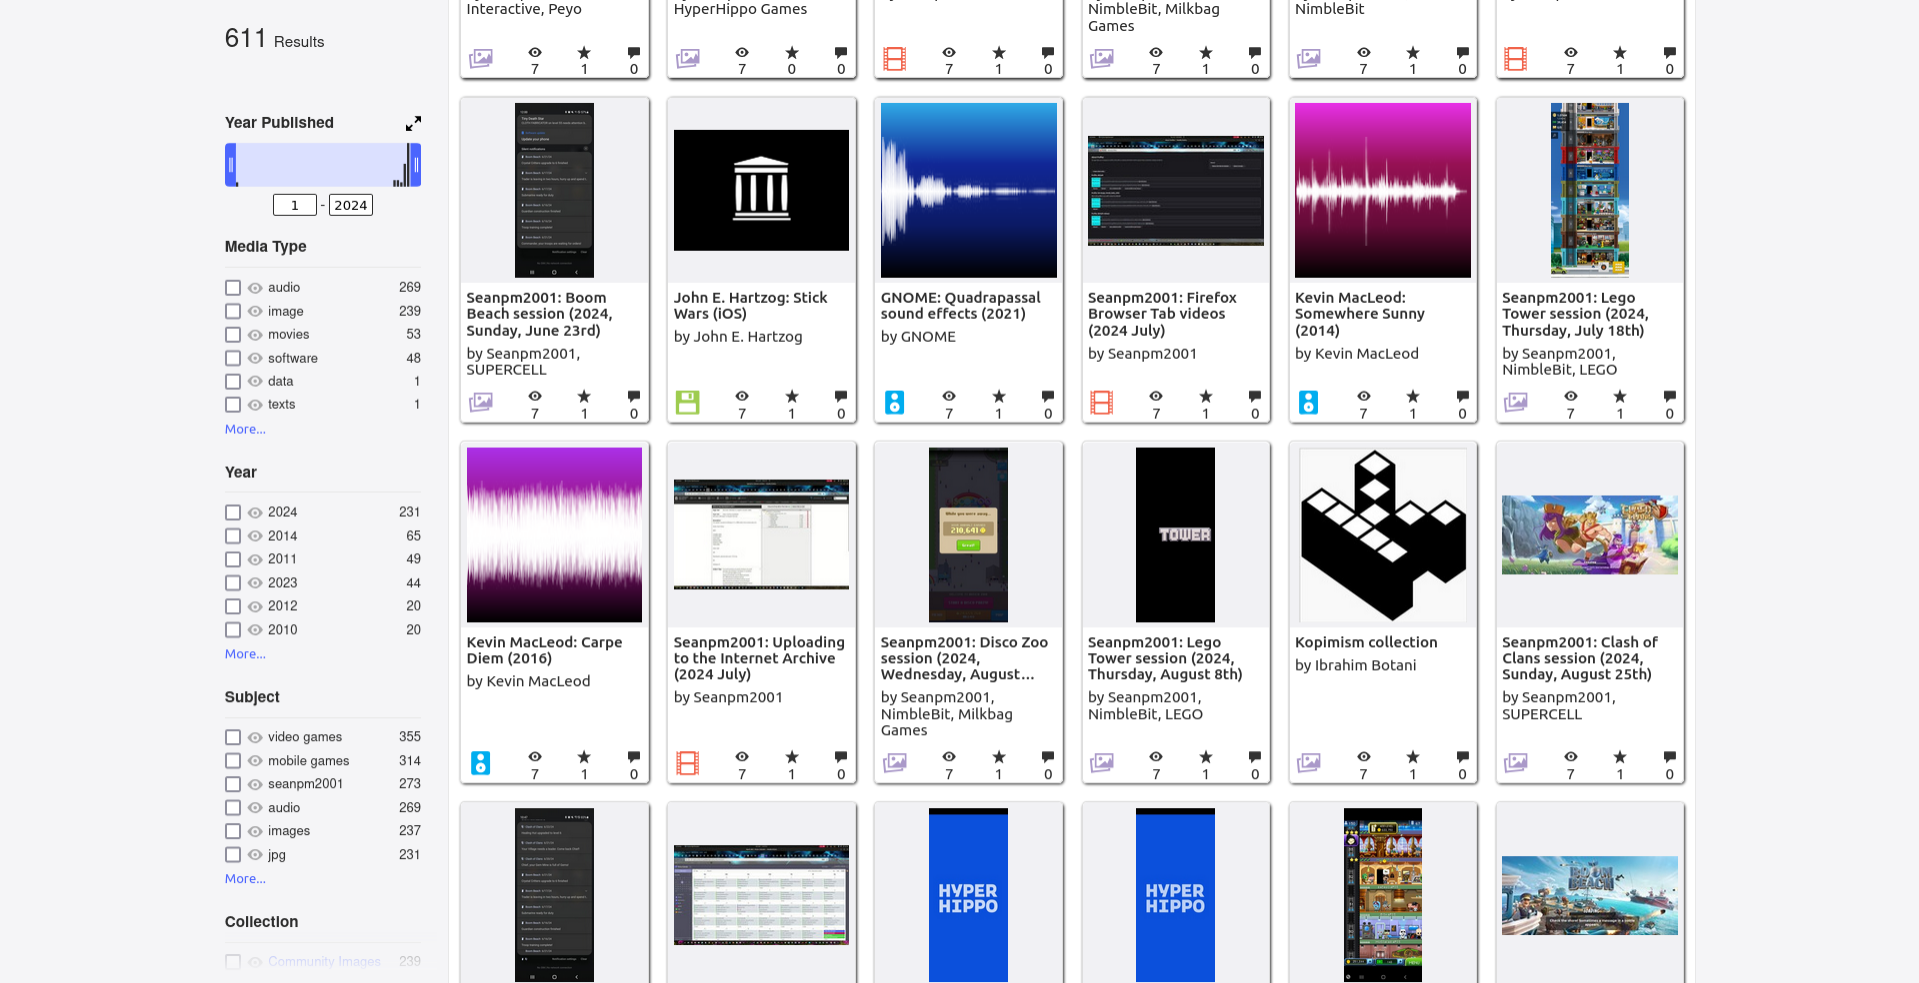 611 Results
Year Published
1 - 2024
Media Type
audio 269
image 239
movies 53
software 48
data 1
texts 1
More...
Year
2024 231
2014 65
2011 49
2023 44
2012 20
2010 20
More...
Subject
video games 355
mobile games 314
seanpm2001 273
audio 269
images 237
jpg 231
More...
Collection
Community Images 239
Interactive, Peyo
7 1 0
HyperHippo Games
7 0 0
7 1 0
NimbleBit, Milkbag
Games
7 1 0
NimbleBit
7 1 0
7 1 0
Seanpm2001: Boom
Beach session (2024,
Sunday, June 23rd)
by Seanpm2001,
SUPERCELL
7 1 0
John E. Hartzog: Stick
Wars (iOS)
by John E. Hartzog
7 1 0
GNOME: Quadrapassal
sound effects (2021)
by GNOME
7 1 0
Seanpm2001: Firefox
Browser Tab videos
(2024 July)
by Seanpm2001
7 1 0
Kevin MacLeod:
Somewhere Sunny
(2014)
by Kevin MacLeod
7 1 0
Seanpm2001: Lego
Tower session (2024,
Thursday, July 18th)
by Seanpm2001,
NimbleBit, LEGO
7 1 0
Kevin MacLeod: Carpe
Diem (2016)
by Kevin MacLeod
7 1 0
Seanpm2001: Uploading
to the Internet Archive
(2024 July)
by Seanpm2001
7 1 0
Seanpm2001: Disco Zoo
session (2024,
Wednesday, August...
by Seanpm2001,
NimbleBit, Milkbag
Games
7 1 0
TOWER
Seanpm2001: Lego
Tower session (2024,
Thursday, August 8th)
by Seanpm2001,
NimbleBit, LEGO
7 1 0
Kopimism collection
by Ibrahim Botani
7 1 0
Seanpm2001: Clash of
Clans session (2024,
Sunday, August 25th)
by Seanpm2001,
SUPERCELL
7 1 0
HYPER
HIPPO
HYPER
HIPPO
BOOM
BEACH